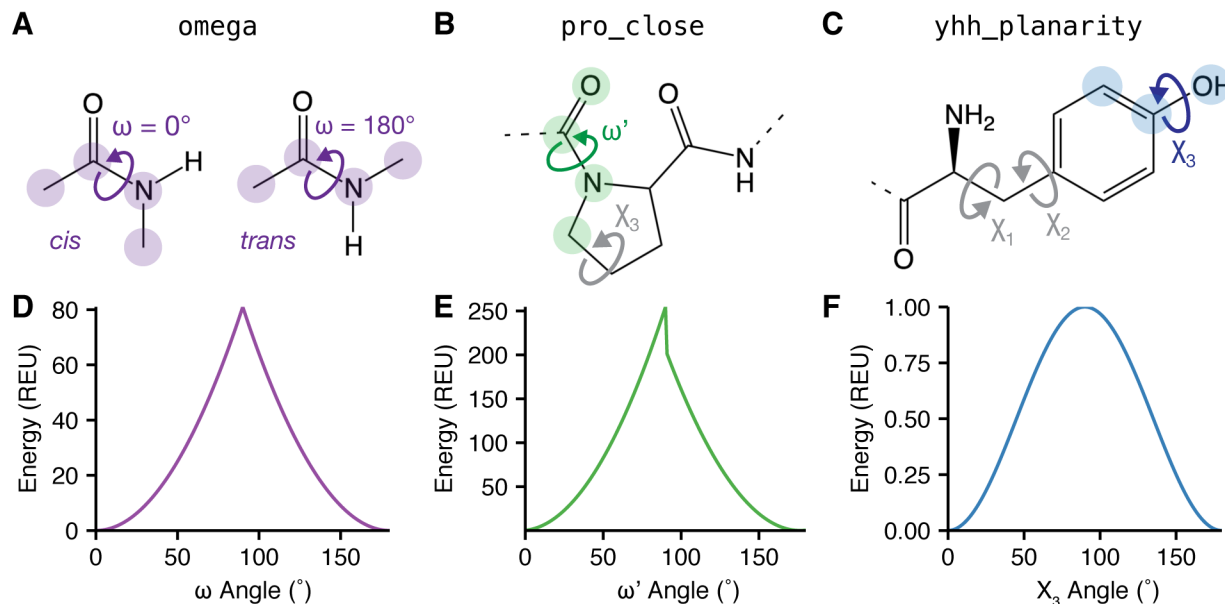 A omega
B pro_close
C yhh_planarity
O
ω = 0°
H
N
cis
O
ω = 180°
N
H
trans
O
ω'
N
χ3
O
N
H
NH₂
O
χ₁
χ₂
OH
χ₃
D
Energy (REU)
80
60
40
20
0
0 50 100 150
ω Angle (°)
E
Energy (REU)
250
200
150
100
50
0 50 100 150
ω' Angle (°)
F
Energy (REU)
1.00
0.75
0.50
0.25
0.00
0 50 100 150
X₃ Angle (°)